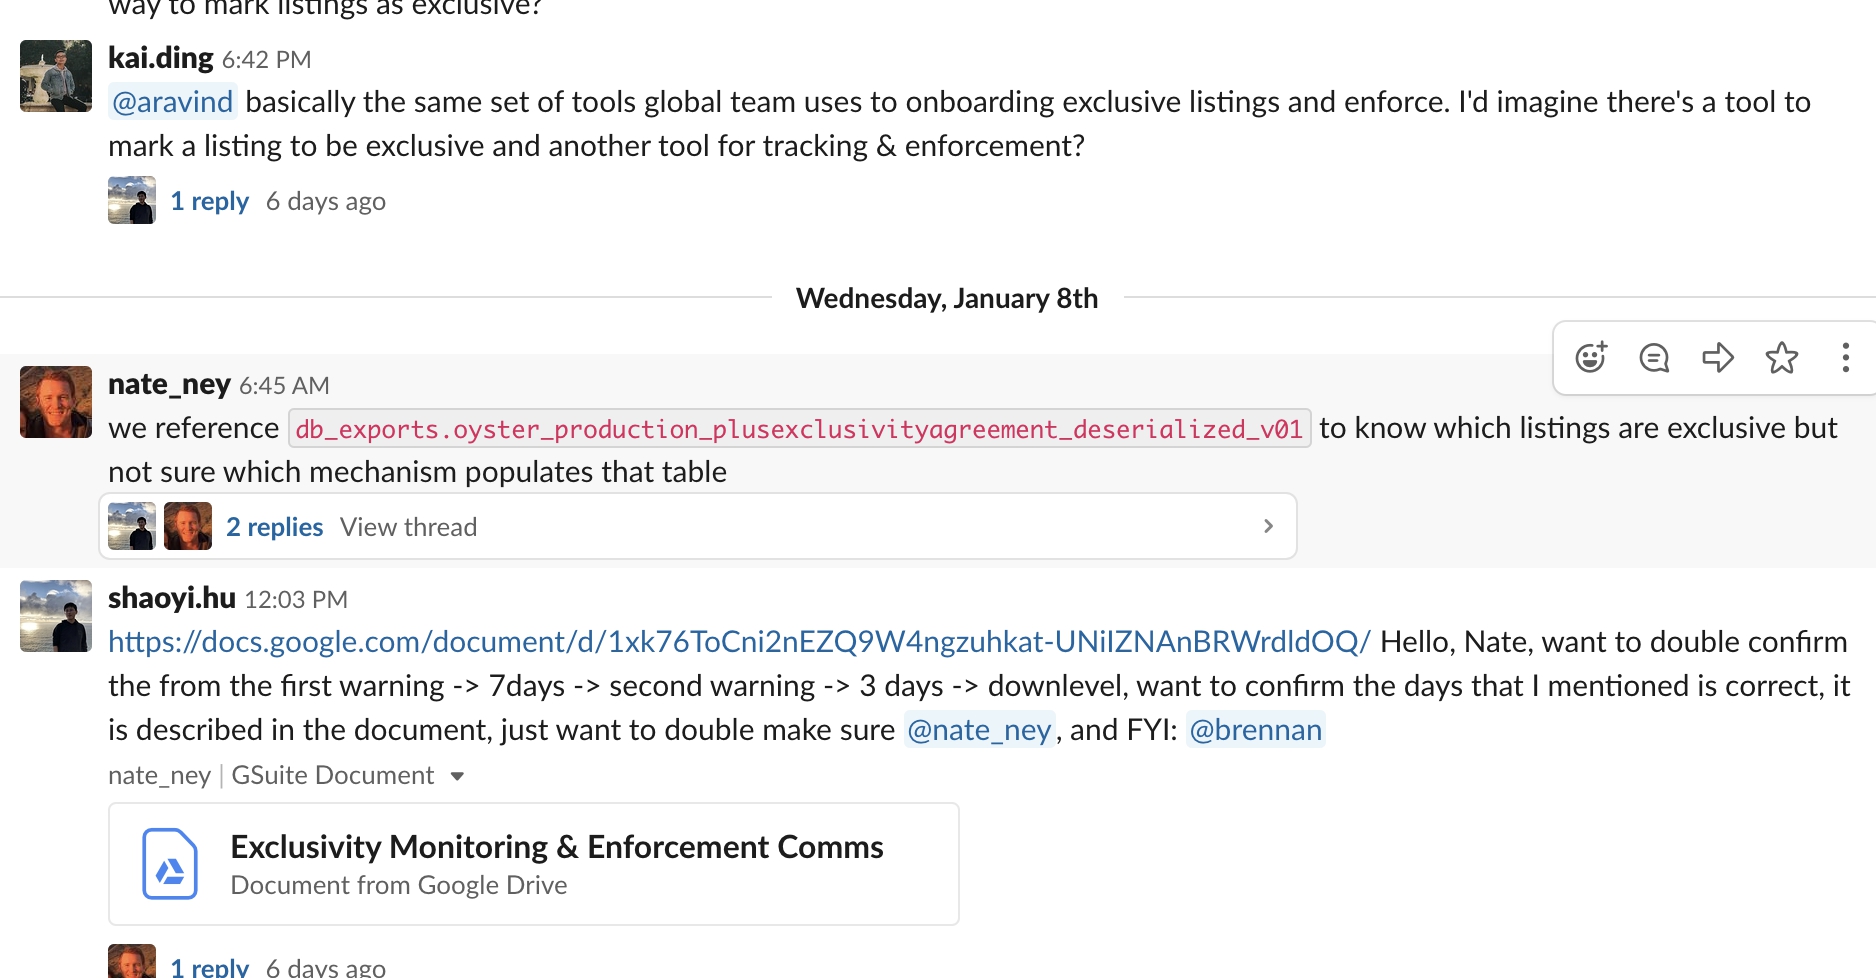 way to mark listings as exclusive?
kai.ding 6:42 PM
@aravind basically the same set of tools global team uses to onboarding exclusive listings and enforce. I'd imagine there's a tool to
mark a listing to be exclusive and another tool for tracking & enforcement?
1 reply 6 days ago
Wednesday, January 8th
nate_ney 6:45 AM
we reference db_exports.oyster_production_plusexclusivityagreement_deserialized_v01 to know which listings are exclusive but
not sure which mechanism populates that table
2 replies View thread
shaoyi.hu 12:03 PM
https://docs.google.com/document/d/1xk76ToCni2nEZQ9W4ngzuhkat-UNiIZNAnBRWrdldOQ/ Hello, Nate, want to double confirm
the from the first warning -> 7days -> second warning -> 3 days -> downlevel, want to confirm the days that I mentioned is correct, it
is described in the document, just want to double make sure @nate_ney, and FYI: @brennan
nate_ney | GSuite Document
Exclusivity Monitoring & Enforcement Comms
Document from Google Drive
1 reply 6 days ago